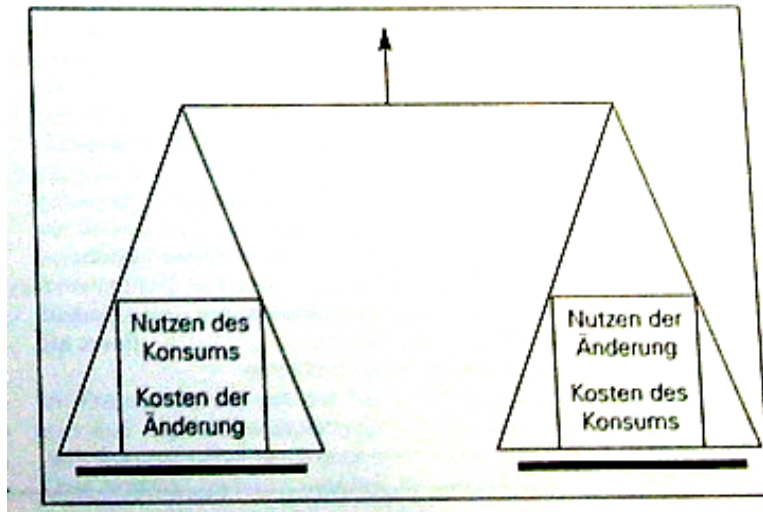 Nutzen des
Konsums
Kosten der
Änderung
Nutzen der
Änderung
Kosten des
Konsums